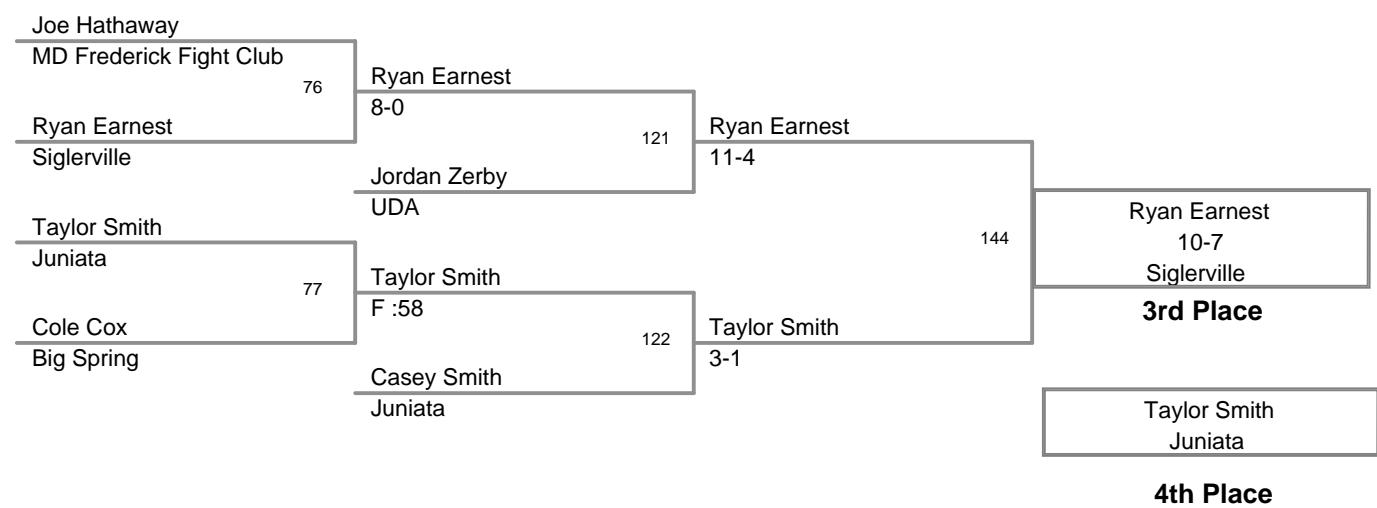 Joe Hathaway
MD Frederick Fight Club
76
Ryan Earnest
8-0
Ryan Earnest
Siglerville
121
Ryan Earnest
11-4
Jordan Zerby
UDA
Taylor Smith
Juniata
144
Ryan Earnest
10-7
Siglerville
3rd Place
77
Taylor Smith
F :58
Cole Cox
Big Spring
122
Taylor Smith
3-1
Casey Smith
Juniata
Taylor Smith
Juniata
4th Place